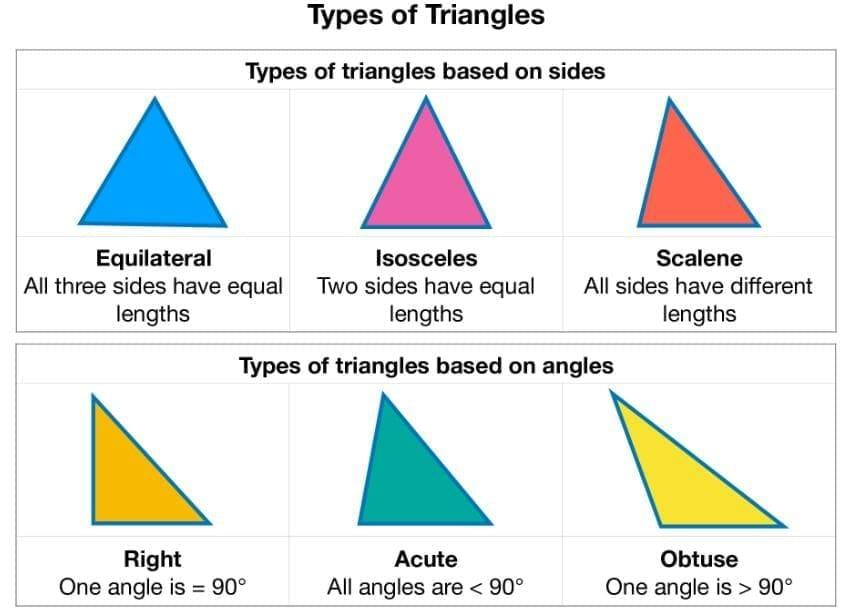 Types of Triangles
Types of triangles based on sides
Equilateral
All three sides have equal
lengths
Isosceles
Two sides have equal
lengths
Scalene
All sides have different
lengths
Types of triangles based on angles
Right
One angle is = 90°
Acute
All angles are < 90°
Obtuse
One angle is > 90°